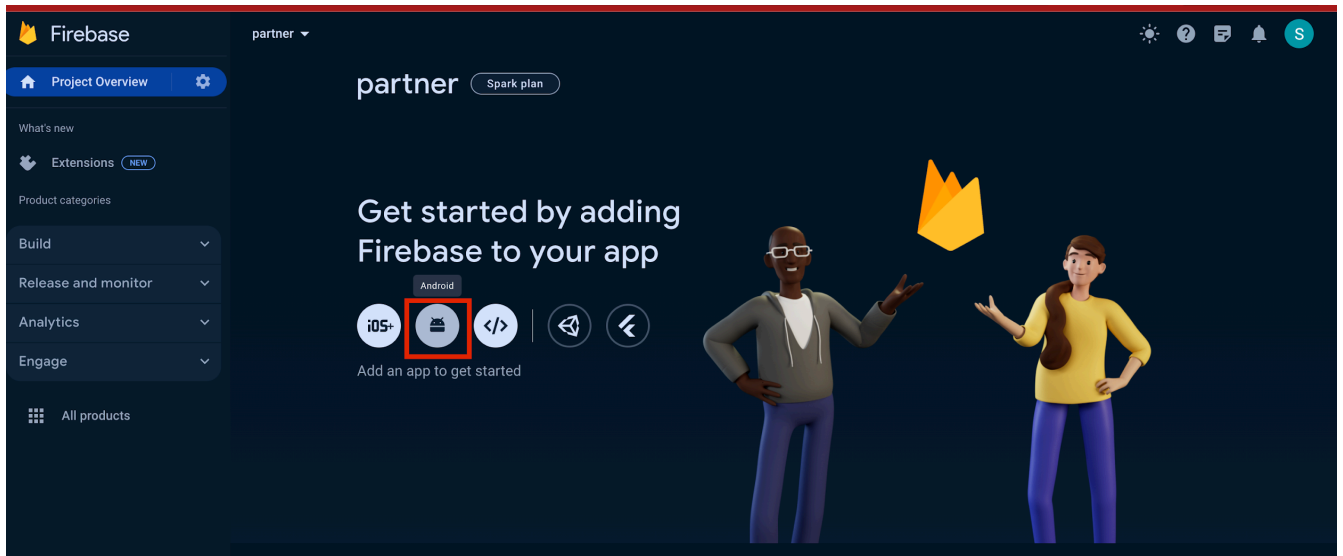 Firebase
partner
S
Project Overview
partner
Spark plan
What's new
Extensions NEW
Product categories
Build
Release and monitor
Analytics
Engage
All products
Get started by adding
Firebase to your app
Android
iOS+
</>
Add an app to get started